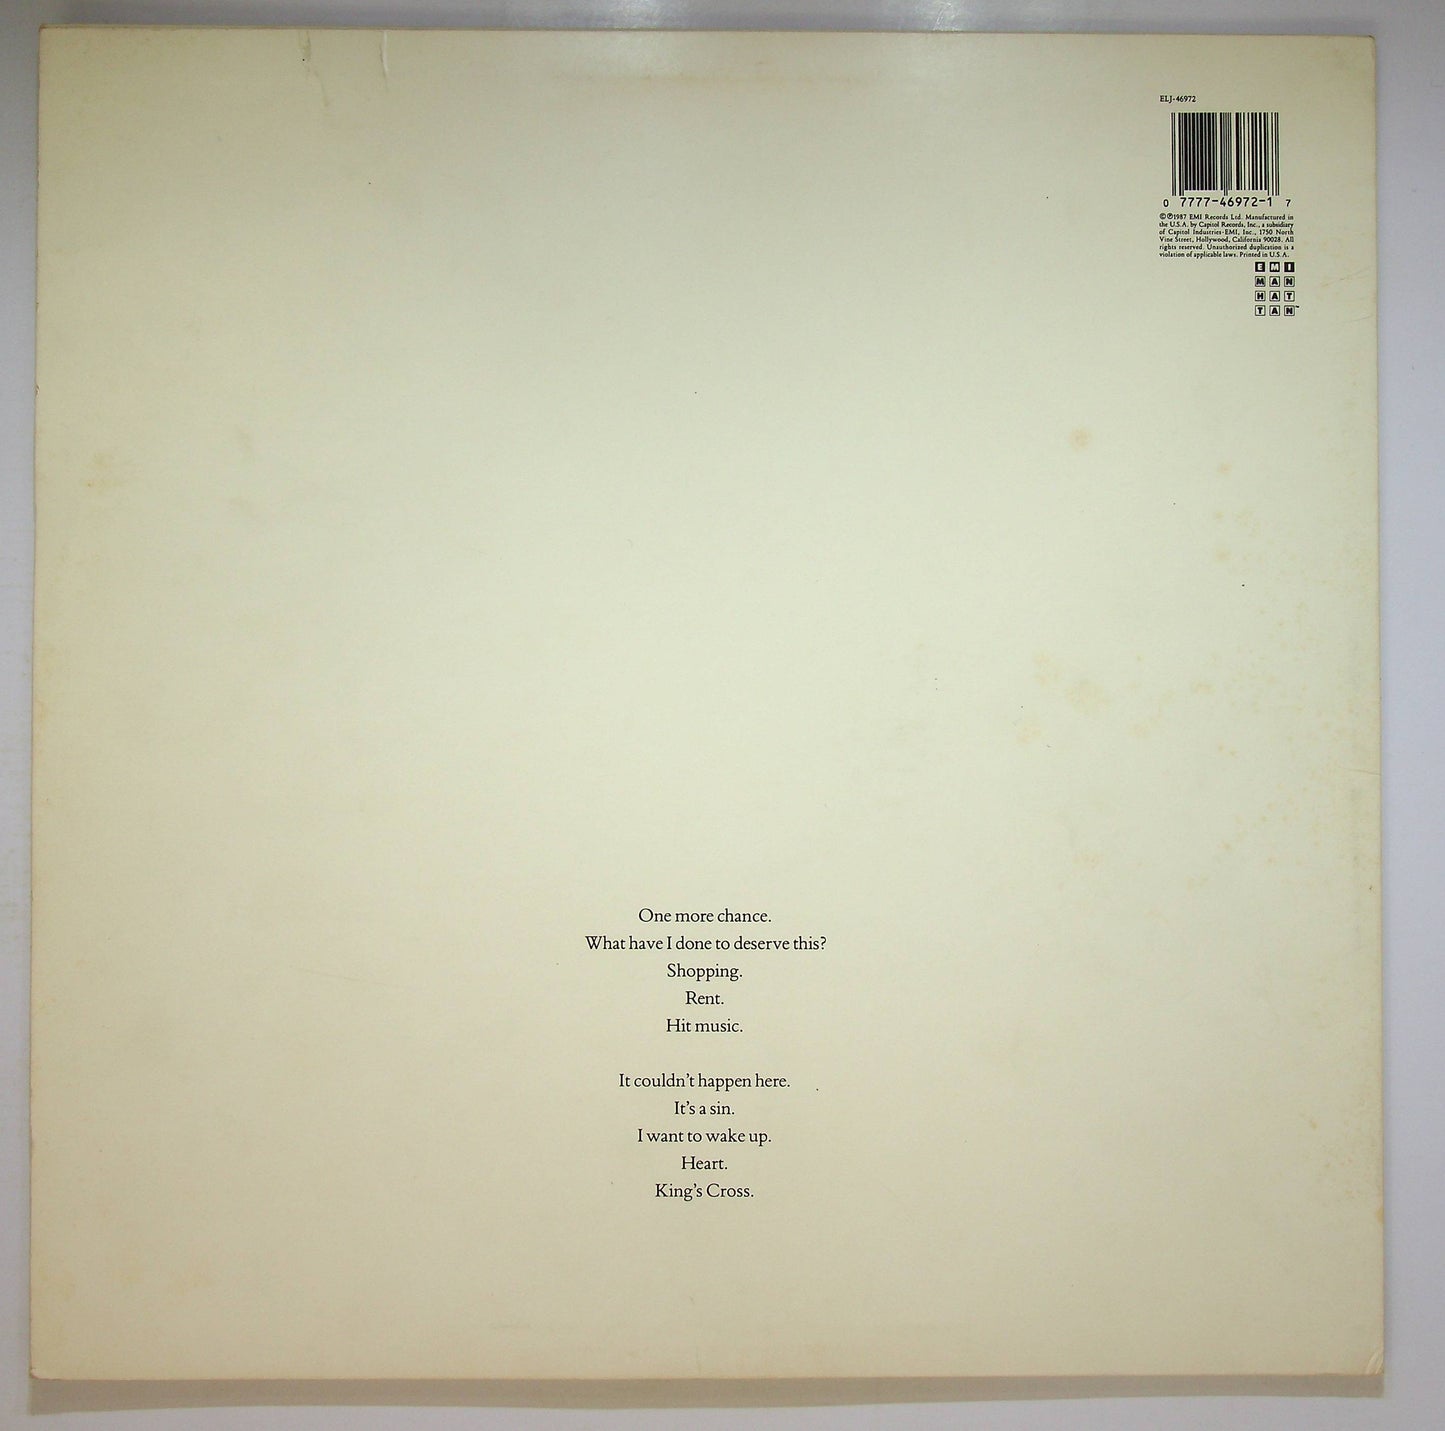 ELJ-46972
0 7777-46972-1 7
©℗1987 EMI Records Ltd. Manufactured in
the U.S.A. by Capitol Records, Inc., a subsidiary
of Capitol Industries-EMI, Inc., 1750 North
Vine Street, Hollywood, California 90028. All
rights reserved. Unauthorized duplication is a
violation of applicable laws. Printed in U.S.A.
EMI
MAN
HAT
TAN™
One more chance.
What have I done to deserve this?
Shopping.
Rent.
Hit music.
It couldn't happen here.
It's a sin.
I want to wake up.
Heart.
King's Cross.